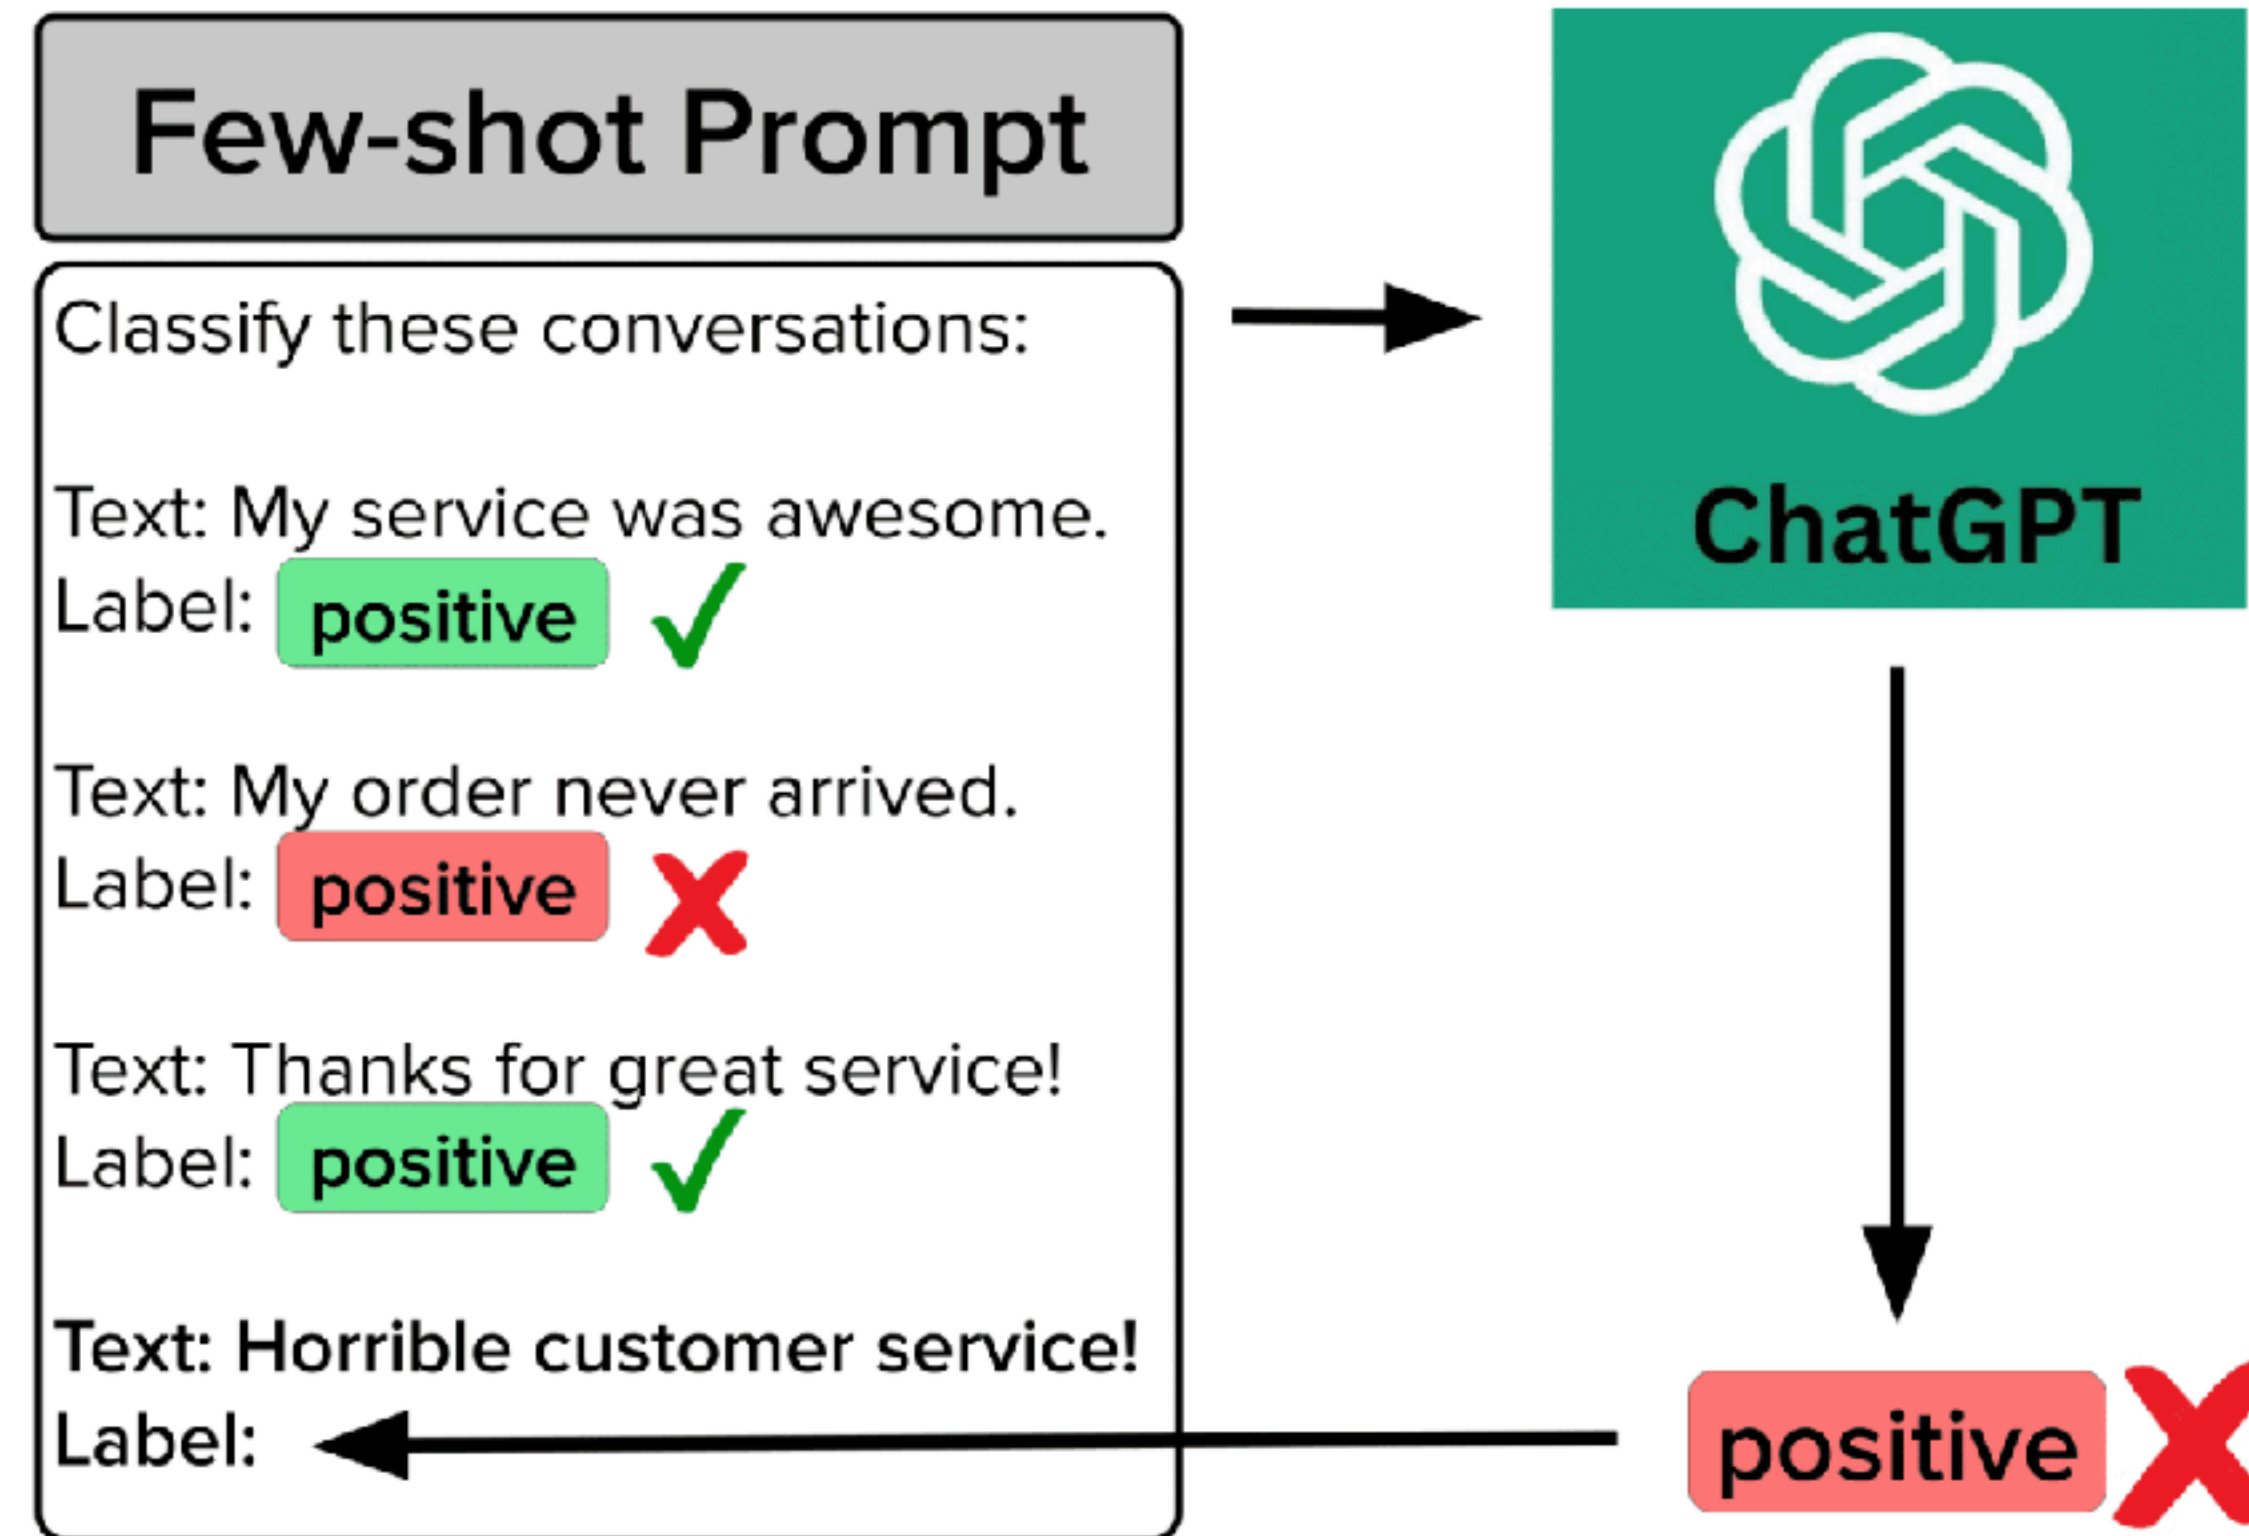 Few-shot Prompt
Classify these conversations:
Text: My service was awesome.
Label: positive
Text: My order never arrived.
Label: positive
Text: Thanks for great service!
Label: positive
Text: Horrible customer service!
Label:
ChatGPT
positive